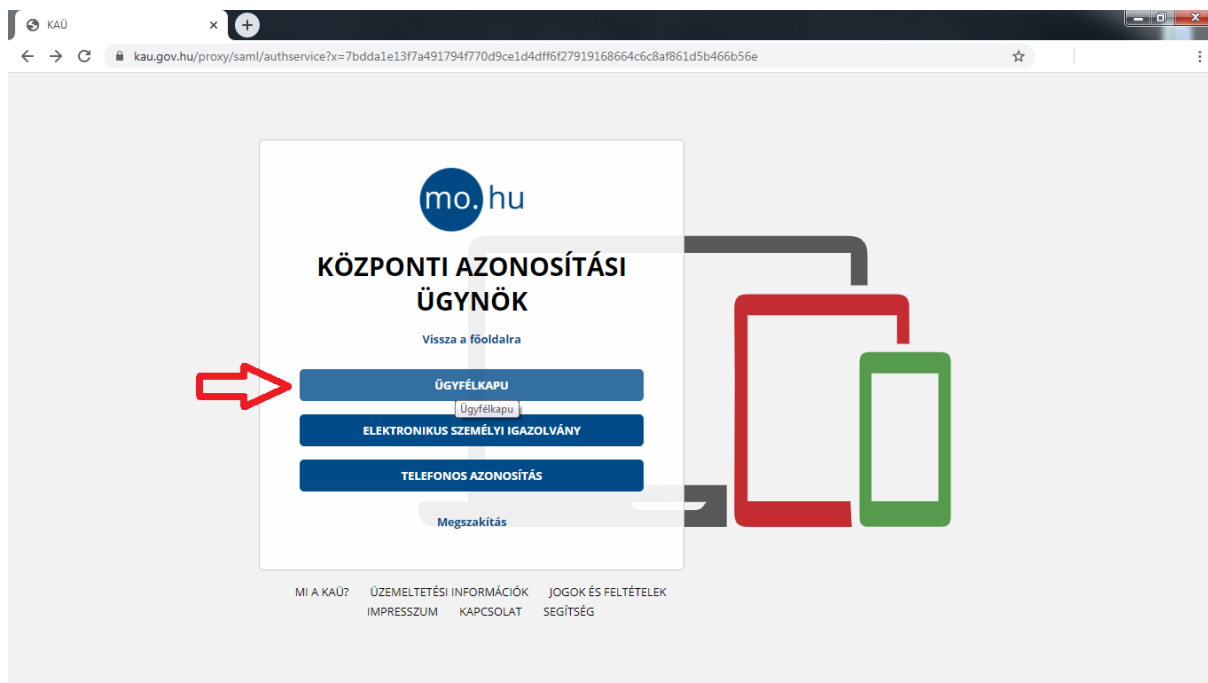 KAÜ
kau.gov.hu/proxy/saml/authservice?x=7bdda1e13f7a491794f770d9ce1d4dff6f27919168664c6c8af861d5b466b56e
mo.hu
KÖZPONTI AZONOSÍTÁSI
ÜGYNÖK
Vissza a főoldalra
ÜGYFÉLKAPU
Ügyfélkapu
ELEKTRONIKUS SZEMÉLYI IGAZOLVÁNY
TELEFONOS AZONOSÍTÁS
Megszakítás
MI A KAÜ? ÜZEMELTETÉSI INFORMÁCIÓK JOGOK ÉS FELTÉTELEK
IMPRESSZUM KAPCSOLAT SEGÍTSÉG